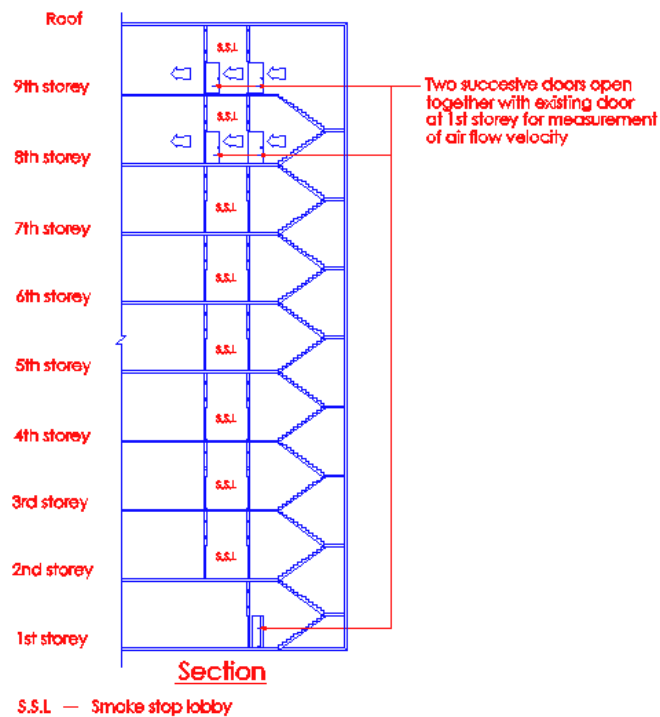 Roof
S.S.L
9th storey
Two succesive doors open
together with existing door
at 1st storey for measurement
of air flow velocity
S.S.L
8th storey
S.S.L
7th storey
S.S.L
6th storey
S.S.L
5th storey
S.S.L
4th storey
S.S.L
3rd storey
S.S.L
2nd storey
1st storey
Section
S.S.L — Smoke stop lobby